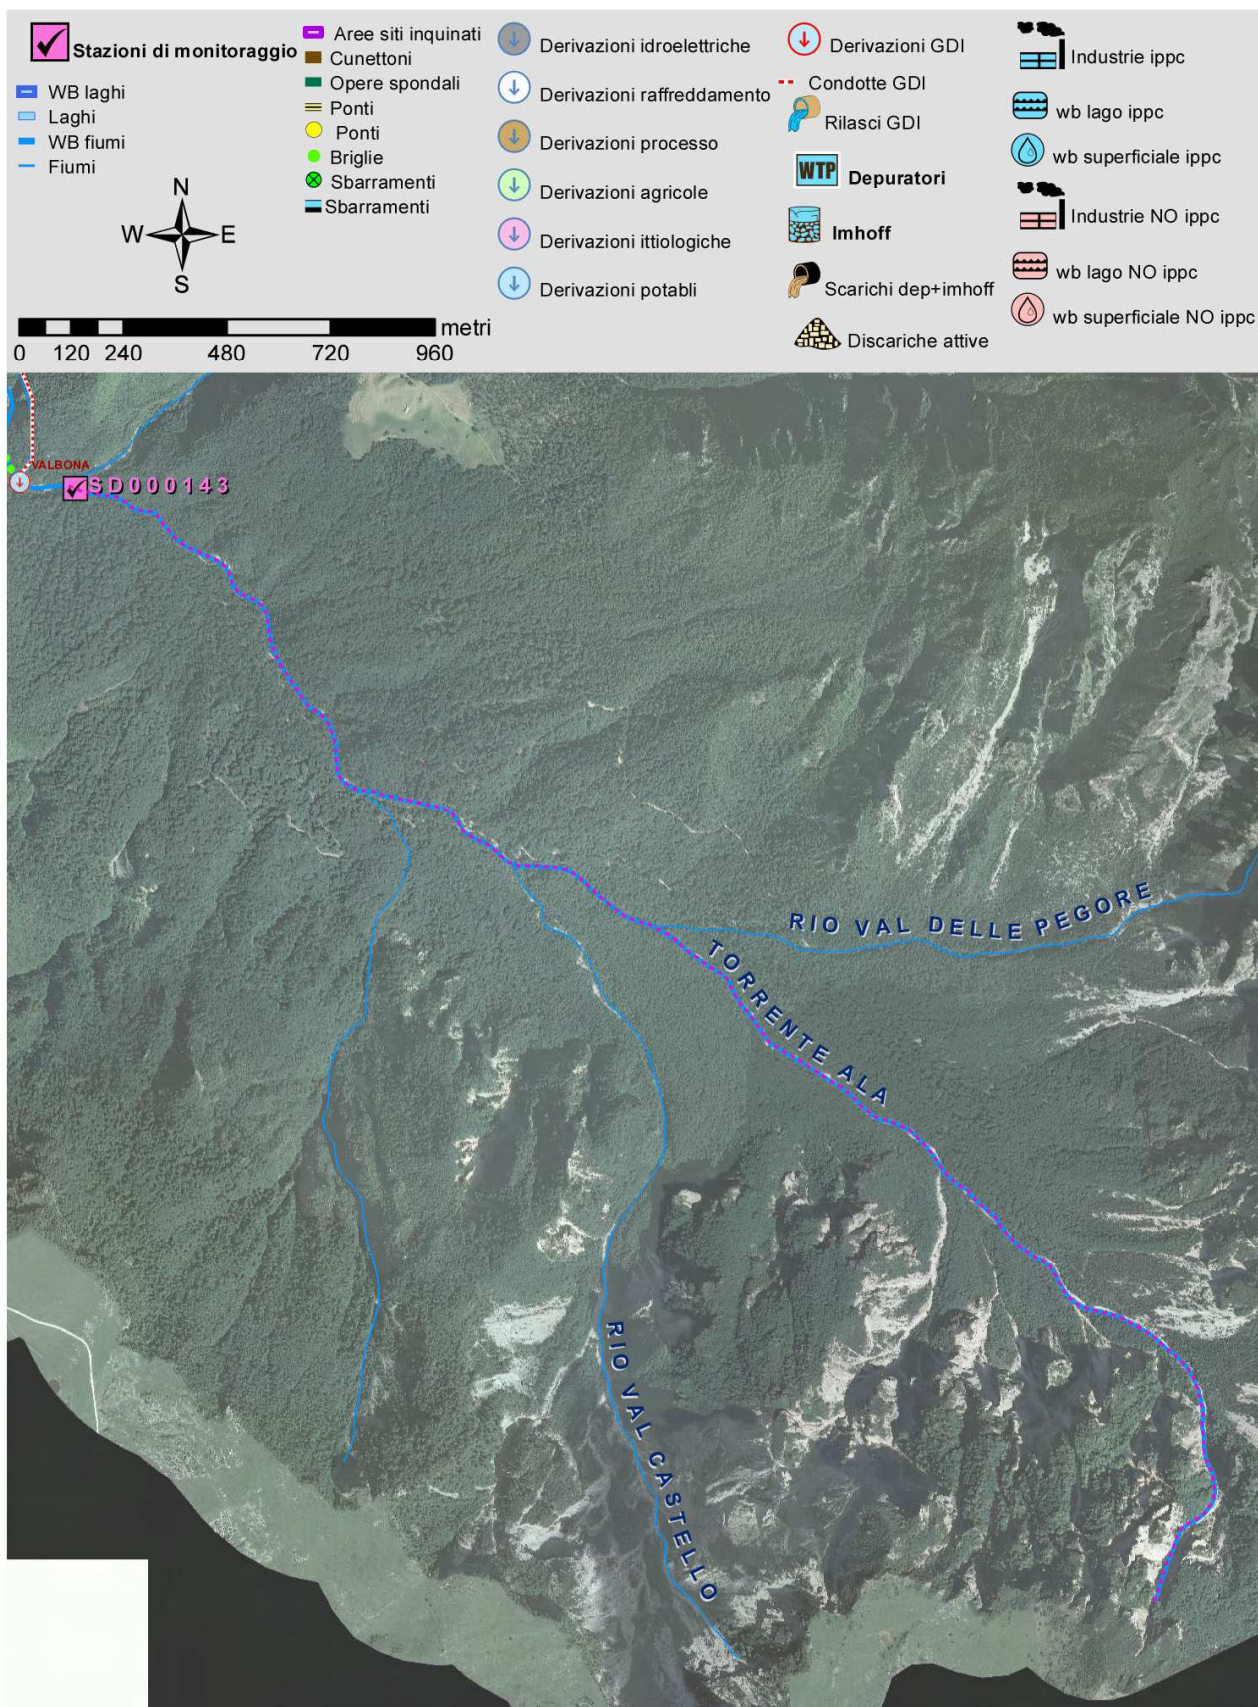 Stazioni di monitoraggio
WB laghi
Laghi
WB fiumi
Fiumi
N
W E
S
metri
0 120 240 480 720 960
Aree siti inquinati
Cunettoni
Opere spondali
Ponti
Ponti
Briglie
Sbarramenti
Sbarramenti
Derivazioni idroelettriche
Derivazioni raffreddamento
Derivazioni processo
Derivazioni agricole
Derivazioni ittiologiche
Derivazioni potabli
Derivazioni GDI
Condotte GDI
Rilasci GDI
WTP Depuratori
Imhoff
Scarichi dep+imhoff
Discariche attive
Industrie ippc
wb lago ippc
wb superficiale ippc
Industrie NO ippc
wb lago NO ippc
wb superficiale NO ippc
VALBONA
SD000143
RIO VAL DELLE PEGORE
TORRENTE ALA
RIO VAL CASTELLO